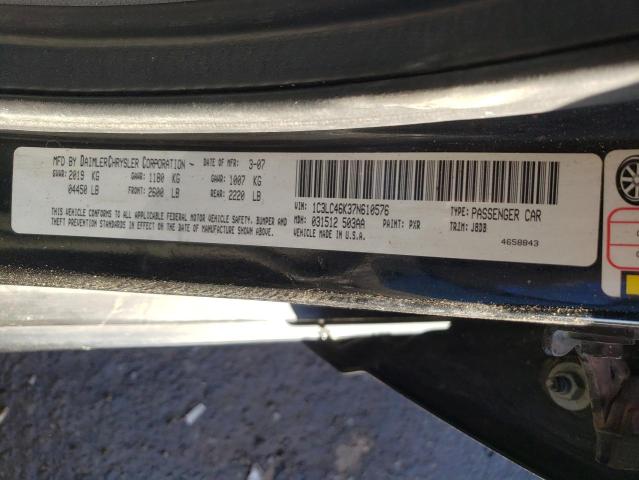 MFD BY DAIMLERCHRYSLER CORPORATION - DATE OF MFR 3-07
GVWR: 2019 KG GAWR: 1180 KG GAWR: 1007 KG
04450 LB FRONT: 2600 LB REAR: 2220 LB
THIS VEHICLE CONFORMS TO ALL APPLICABLE FEDERAL MOTOR VEHICLE SAFETY, BUMPER AND
THEFT PREVENTION STANDARDS IN EFFECT ON THE DATE OF MANUFACTURE SHOWN ABOVE.
VIN: 1C3LC46K37N610576 TYPE: PASSENGER CAR
MDH: 031512 503AA PAINT: PXR TRIM: J8DB
VEHICLE MADE IN U.S.A.
4658843